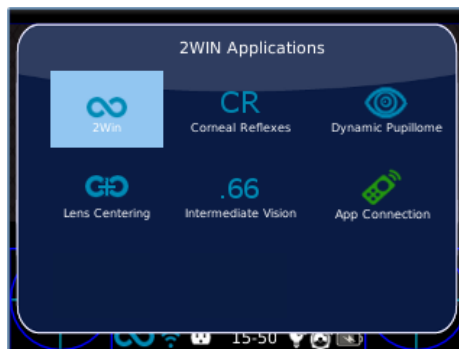 2WIN Applications
2Win
CR
Corneal Reflexes
Dynamic Pupillome
Lens Centering
.66
Intermediate Vision
App Connection
15-50